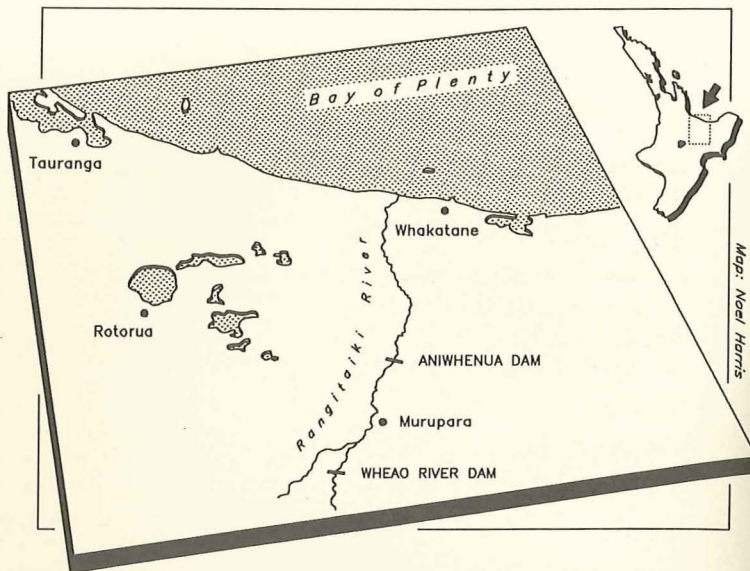 Bay of Plenty
Tauranga
Whakatane
Rangitaiki River
Rotorua
ANIWHENUA DAM
Murupara
WHEAO RIVER DAM
Map: Noel Harris